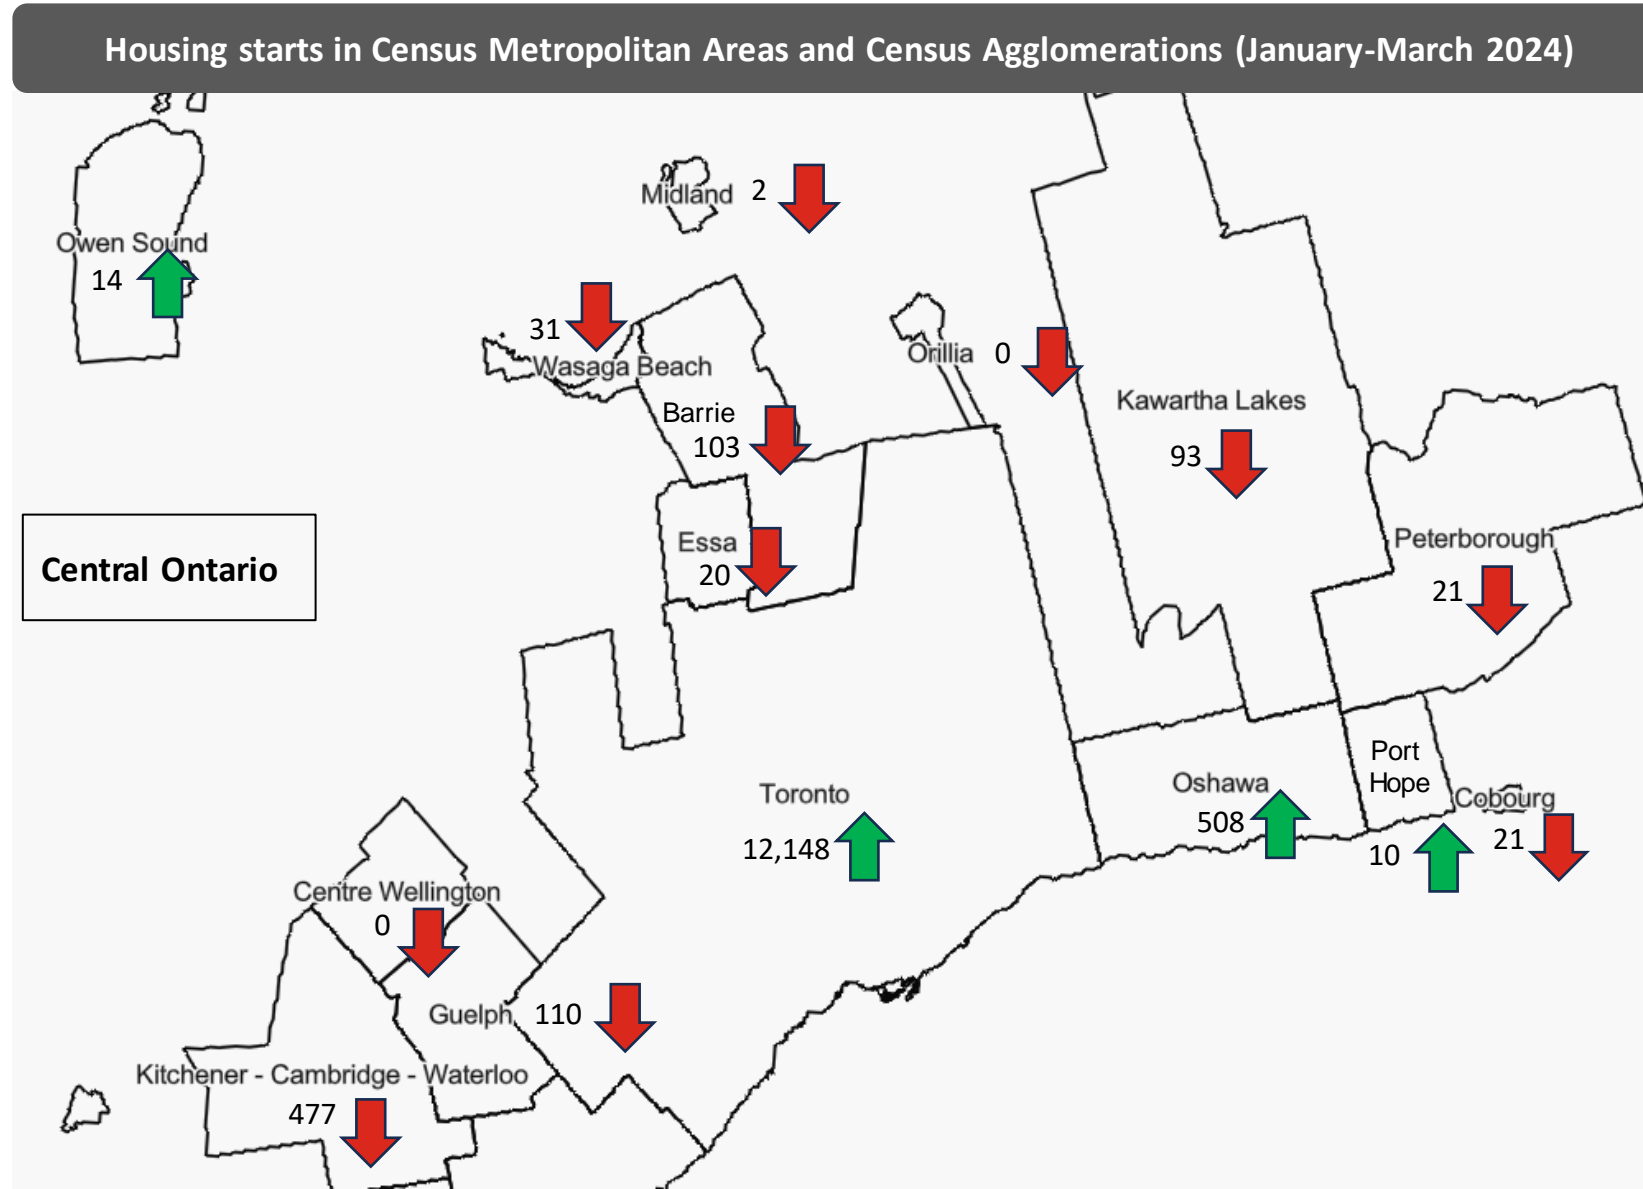 Housing starts in Census Metropolitan Areas and Census Agglomerations (January-March 2024)
Midland 2
Owen Sound
14
31
Wasaga Beach
Orillia 0
Barrie
103
Kawartha Lakes
93
Essa
20
Central Ontario
Peterborough
21
Toronto
12,148
Oshawa
508
Port
Hope
10
Cobourg
21
Centre Wellington
0
Guelph 110
Kitchener - Cambridge - Waterloo
477